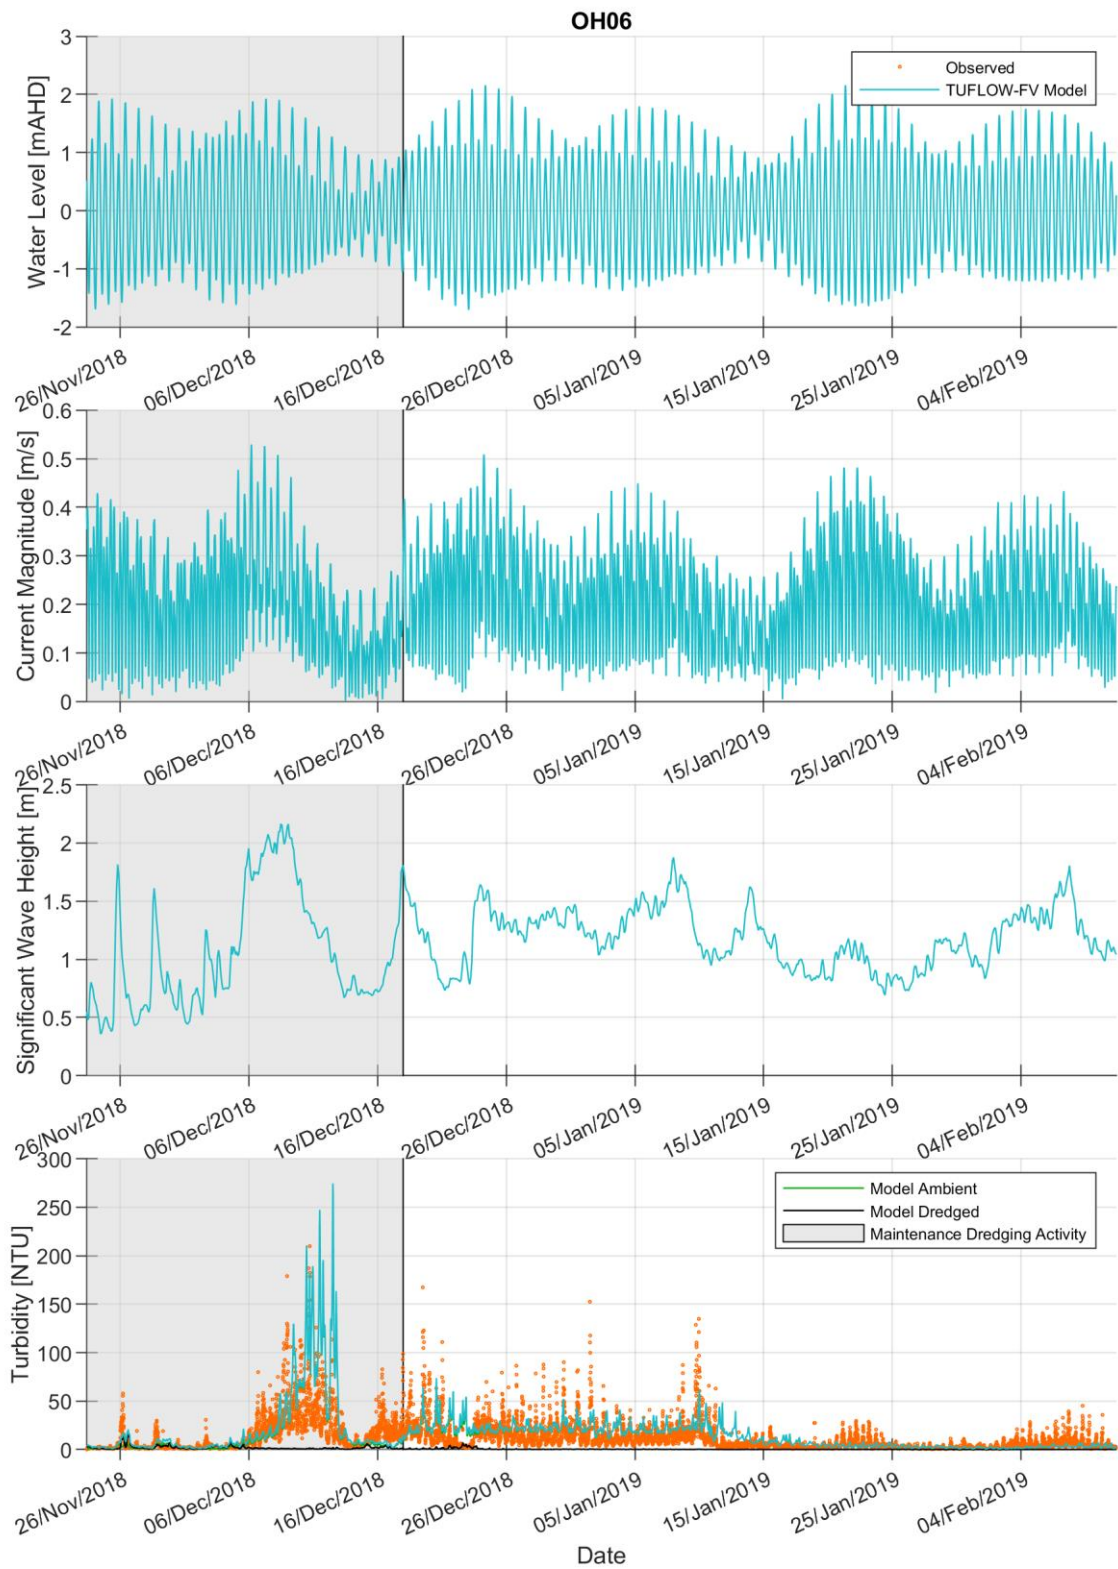 OH06
Water Level [mAHD]
3
2
1
0
-1
-2
Observed
TUFLOW-FV Model
26/Nov/2018
06/Dec/2018
16/Dec/2018
26/Dec/2018
05/Jan/2019
15/Jan/2019
25/Jan/2019
04/Feb/2019
Current Magnitude [m/s]
0.6
0.5
0.4
0.3
0.2
0.1
0
26/Nov/2018
06/Dec/2018
16/Dec/2018
26/Dec/2018
05/Jan/2019
15/Jan/2019
25/Jan/2019
04/Feb/2019
Significant Wave Height [m]
2.5
2
1.5
1
0.5
0
26/Nov/2018
06/Dec/2018
16/Dec/2018
26/Dec/2018
05/Jan/2019
15/Jan/2019
25/Jan/2019
04/Feb/2019
Turbidity [NTU]
300
250
200
150
100
50
0
Model Ambient
Model Dredged
Maintenance Dredging Activity
26/Nov/2018
06/Dec/2018
16/Dec/2018
26/Dec/2018
05/Jan/2019
15/Jan/2019
25/Jan/2019
04/Feb/2019
Date